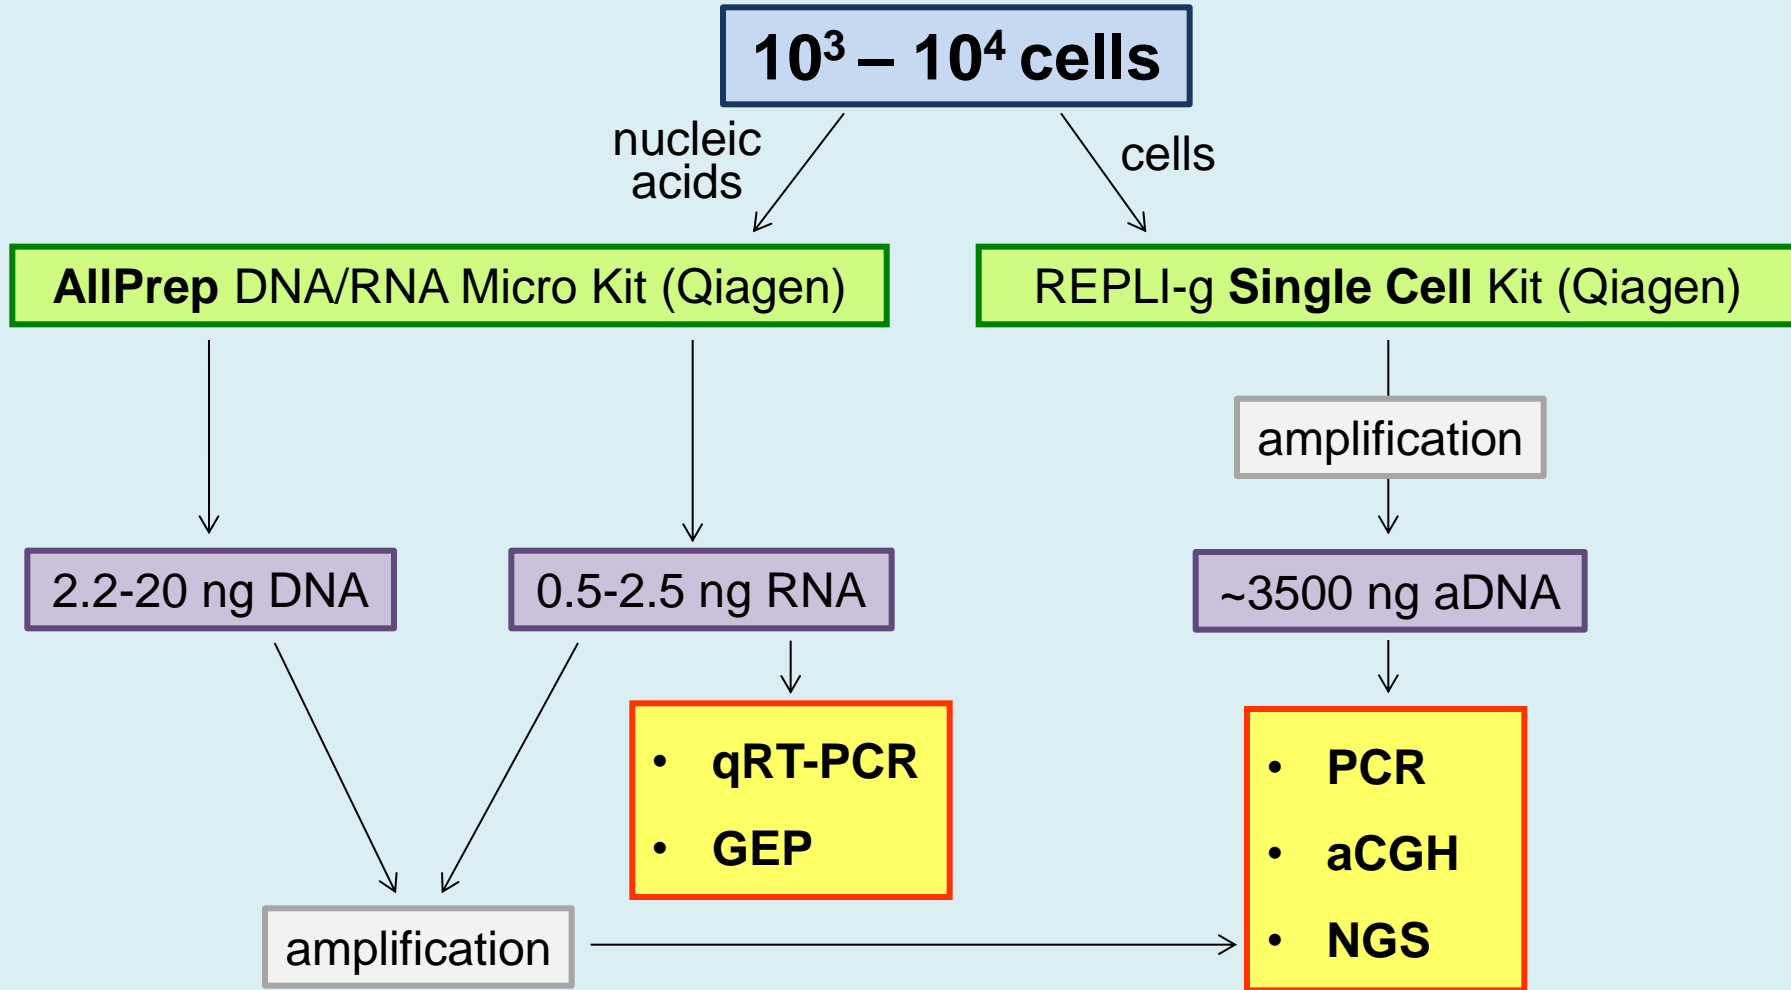 10³ – 10⁴ cells
nucleic
acids
cells
AllPrep DNA/RNA Micro Kit (Qiagen)
REPLI-g Single Cell Kit (Qiagen)
amplification
2.2-20 ng DNA
0.5-2.5 ng RNA
~3500 ng aDNA
• qRT-PCR
• GEP
• PCR
• aCGH
• NGS
amplification